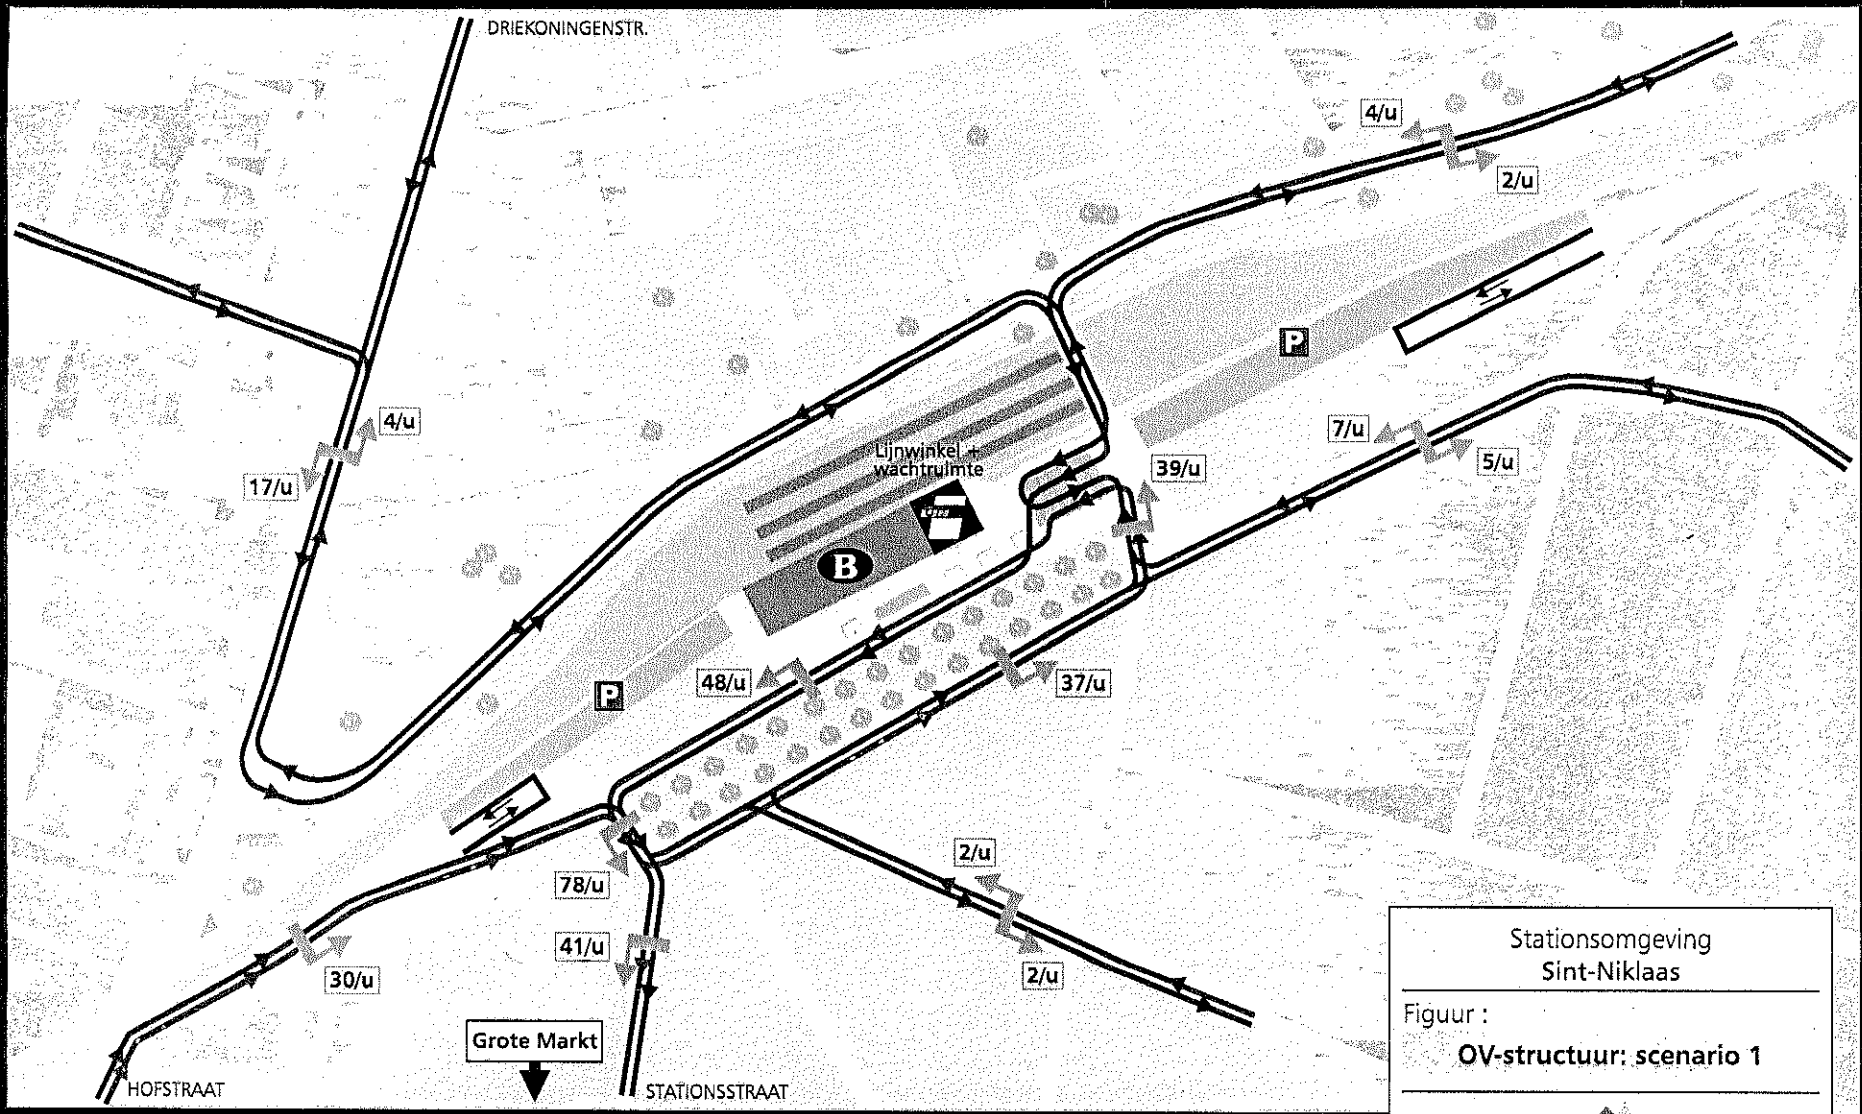 DRIEKONINGENSTR.
4/u
2/u
4/u
17/u
P
7/u
5/u
Lijnwinkel +
wachtruimte
39/u
B
P
48/u
37/u
2/u
78/u
41/u
30/u
2/u
Grote Markt
HOFSTRAAT
STATIONSSTRAAT
Stationsomgeving
Sint-Niklaas
Figuur :
OV-structuur: scenario 1